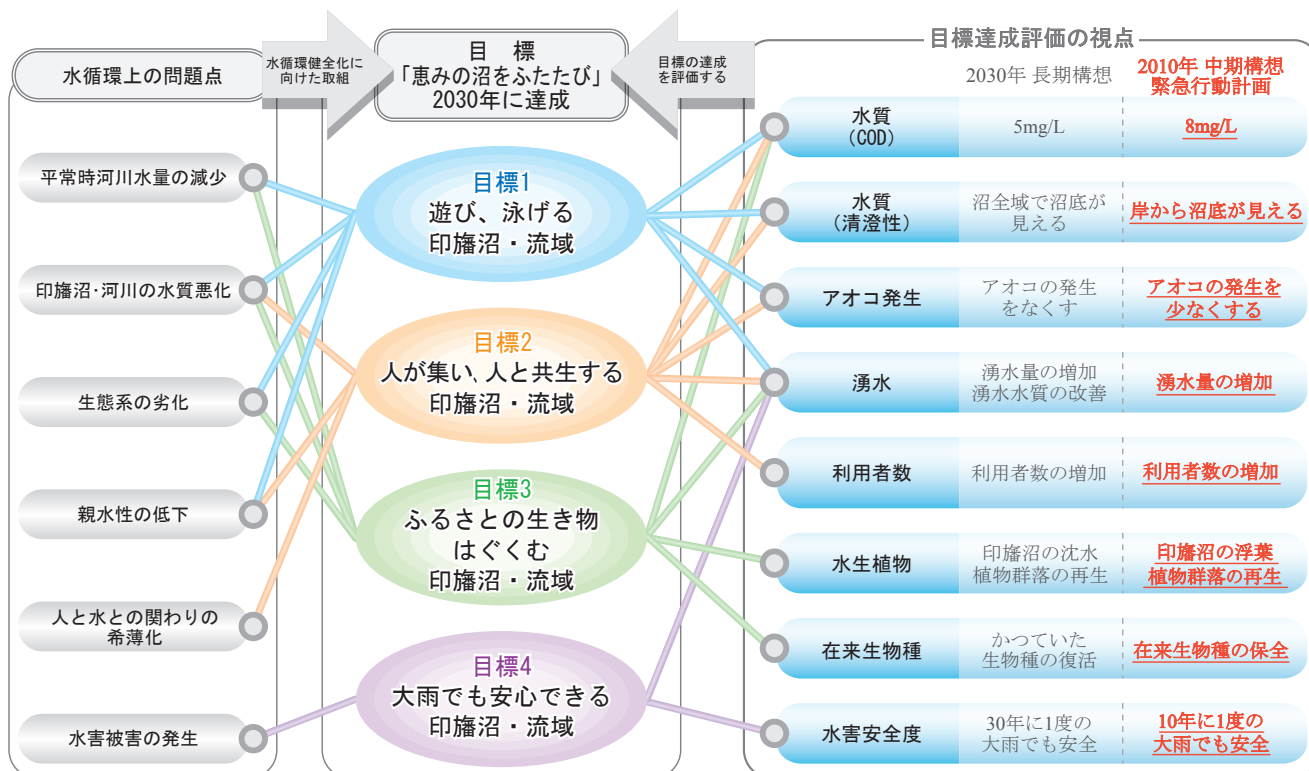 水循環上の問題点
水循環健全化に
向けた取組
目 標
「恵みの沼をふたたび」
2030年に達成
目標の達成
を評価する
目標達成評価の視点
2030年 長期構想
2010年 中期構想
緊急行動計画
平常時河川水量の減少
印旛沼・河川の水質悪化
生態系の劣化
親水性の低下
人と水との関わりの
希薄化
水害被害の発生
目標1
遊び、泳げる
印旛沼・流域
目標2
人が集い、人と共生する
印旛沼・流域
目標3
ふるさとの生き物
はぐくむ
印旛沼・流域
目標4
大雨でも安心できる
印旛沼・流域
水質
(COD)
5mg/L
8mg/L
水質
(清澄性)
沼全域で沼底が
見える
岸から沼底が見える
アオコ発生
アオコの発生
をなくす
アオコの発生を
少なくする
湧水
湧水量の増加
湧水水質の改善
湧水量の増加
利用者数
利用者数の増加
利用者数の増加
水生植物
印旛沼の沈水
植物群落の再生
印旛沼の浮葉
植物群落の再生
在来生物種
かつていた
生物種の復活
在来生物種の保全
水害安全度
30年に1度の
大雨でも安全
10年に1度の
大雨でも安全